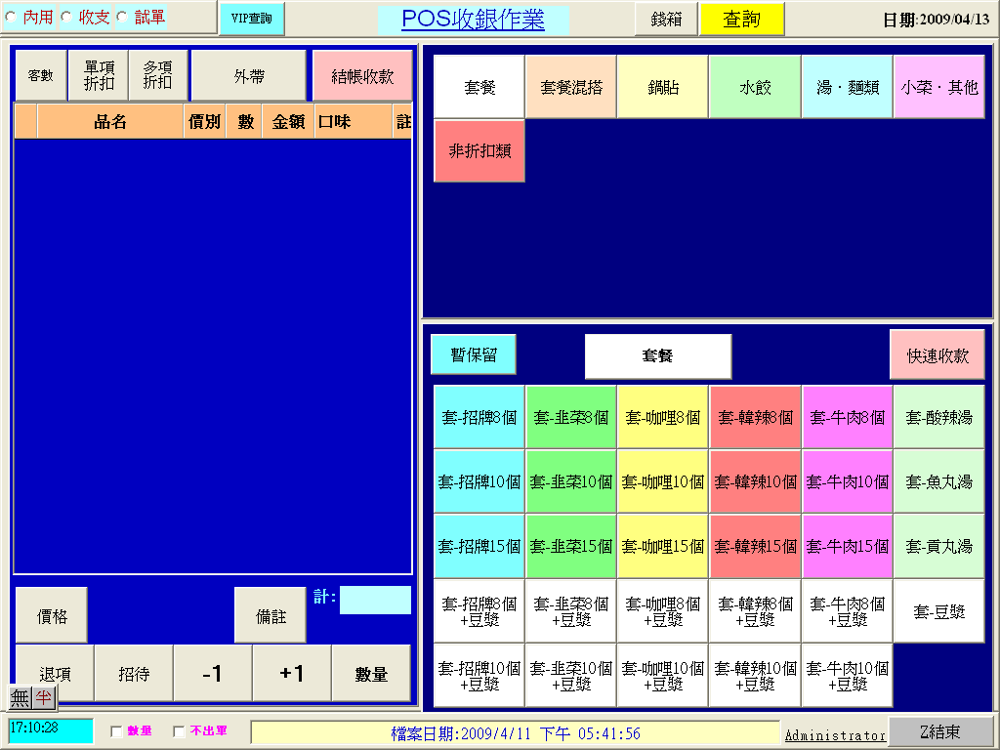 內用 收支 試單 VIP查詢 POS收銀作業 錢箱 查詢 日期:2009/04/13
客數 單項折扣 多項折扣 外帶 結帳收款
品名 價別 數 金額 口味 註
套餐 套餐混搭 鍋貼 水餃 湯．麵類 小菜．其他
非折扣類
暫保留 套餐 快速收款
套-招牌8個 套-韭菜8個 套-咖哩8個 套-韓辣8個 套-牛肉8個 套-酸辣湯
套-招牌10個 套-韭菜10個 套-咖哩10個 套-韓辣10個 套-牛肉10個 套-魚丸湯
套-招牌15個 套-韭菜15個 套-咖哩15個 套-韓辣15個 套-牛肉15個 套-貢丸湯
套-招牌8個+豆漿 套-韭菜8個+豆漿 套-咖哩8個+豆漿 套-韓辣8個+豆漿 套-牛肉8個+豆漿 套-豆漿
套-招牌10個+豆漿 套-韭菜10個+豆漿 套-咖哩10個+豆漿 套-韓辣10個+豆漿 套-牛肉10個+豆漿
價格 備註 計:
退項 招待 -1 +1 數量
無 半
17:10:28 數量 不出單 檔案日期:2009/4/11 下午 05:41:56 Administrator Z結束